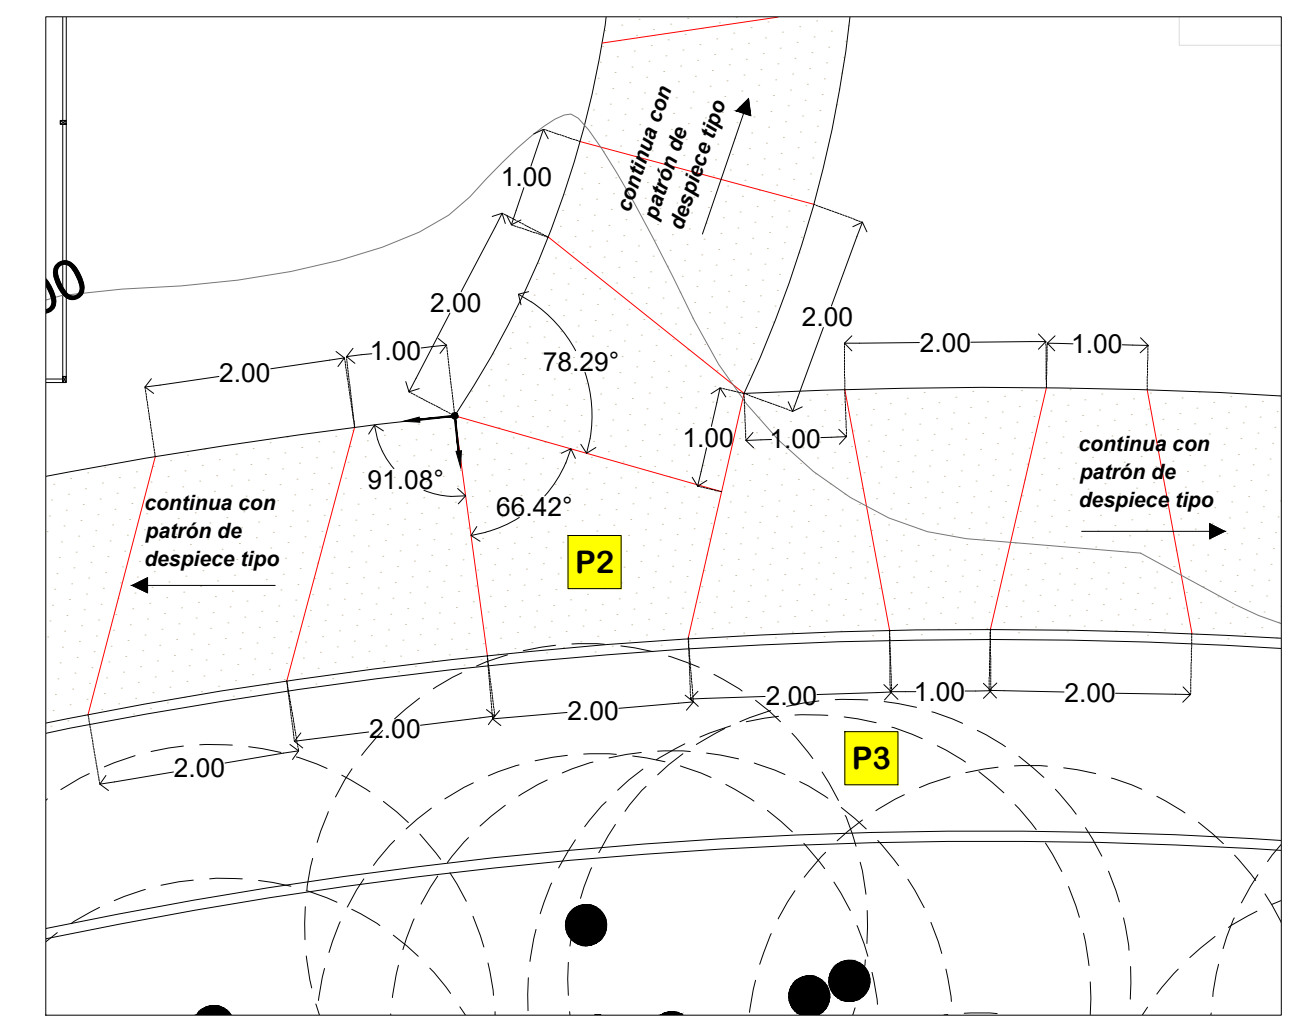 continua con
patrón de
despiece tipo
1.00
2.00
2.00
1.00
78.29°
2.00
2.00
1.00
1.00
1.00
91.08°
66.42°
continua con
patrón de
despiece tipo
continua con
patrón de
despiece tipo
P2
2.00
2.00
2.00
2.00
1.00
2.00
P3